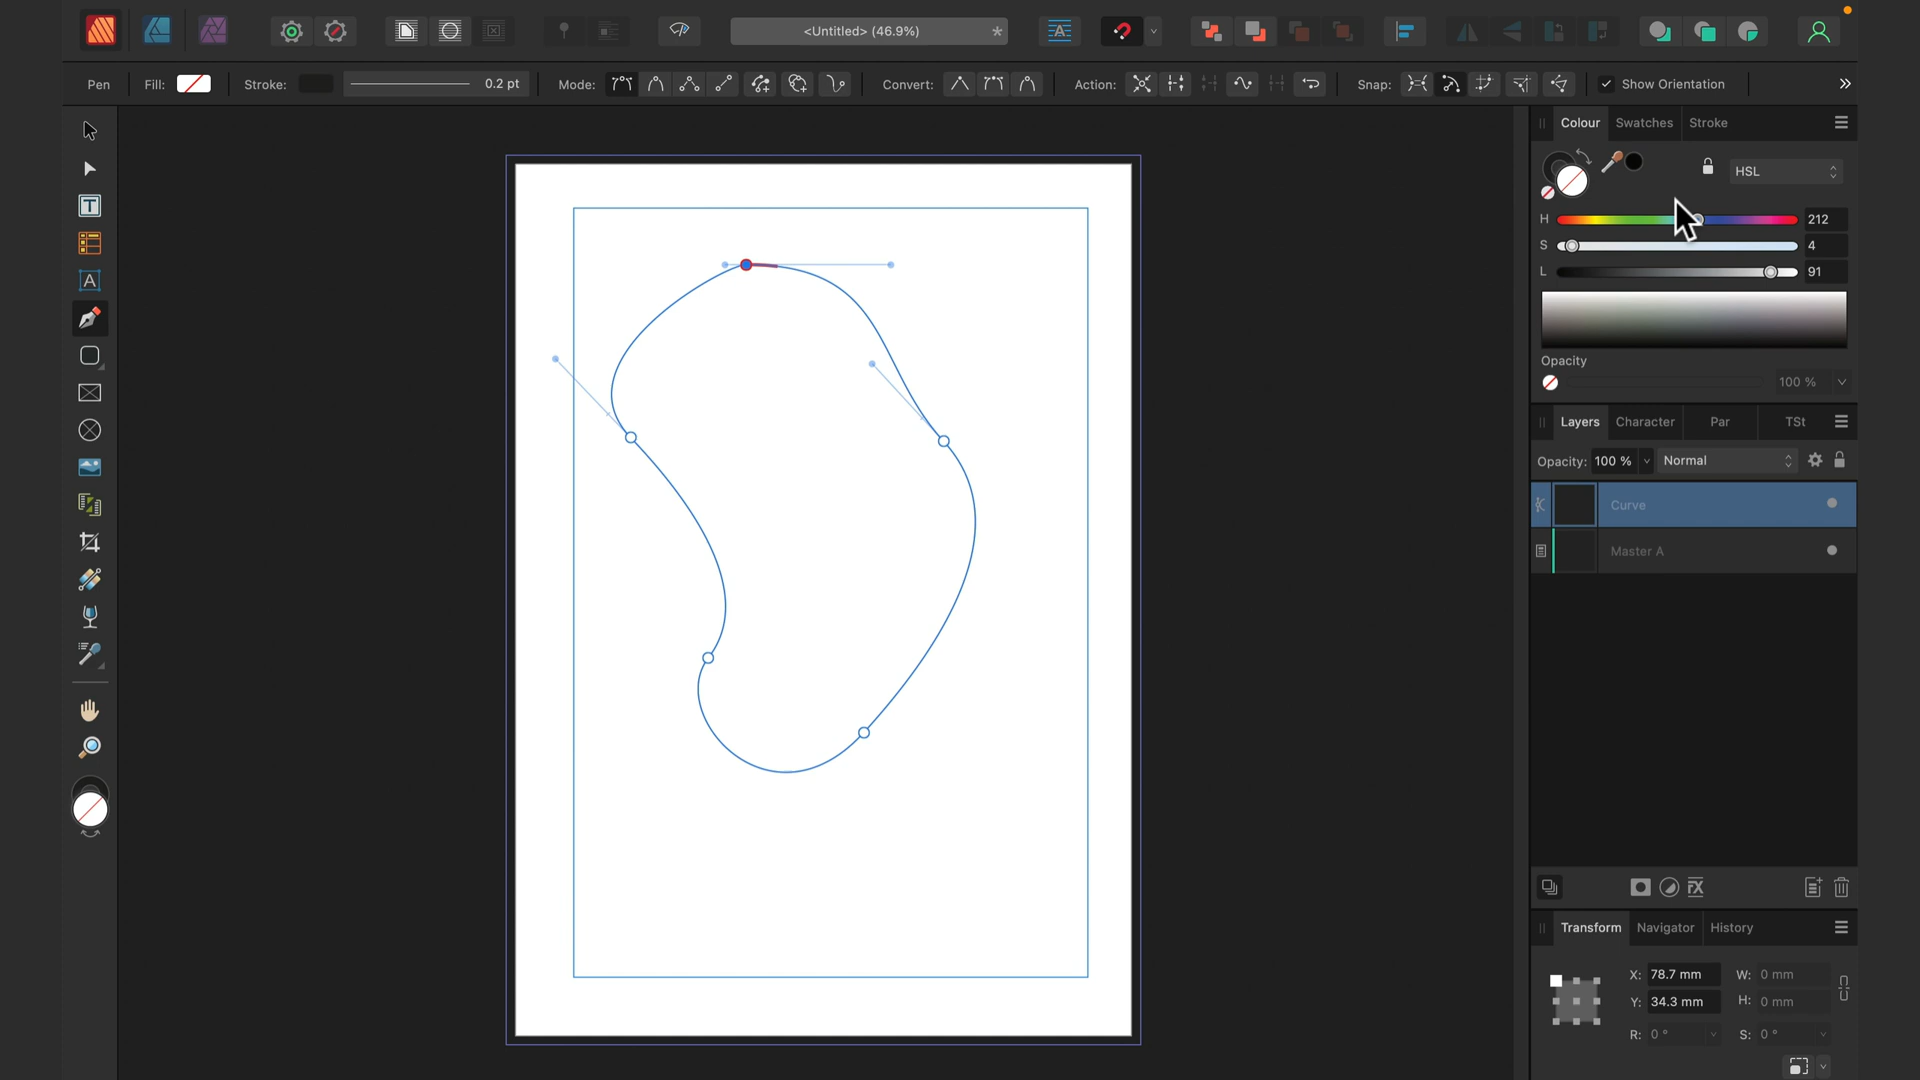 <Untitled> (46.9%) *
Pen Fill: Stroke: 0.2 pt Mode: Convert: Action: Snap: Show Orientation
Colour Swatches Stroke
HSL
H 212
S 4
L 91
Opacity
100 %
Layers Character Par TSt
Opacity: 100 % Normal
Curve
Master A
Transform Navigator History
X: 78.7 mm W: 0 mm
Y: 34.3 mm H: 0 mm
R: 0 ° S: 0 °